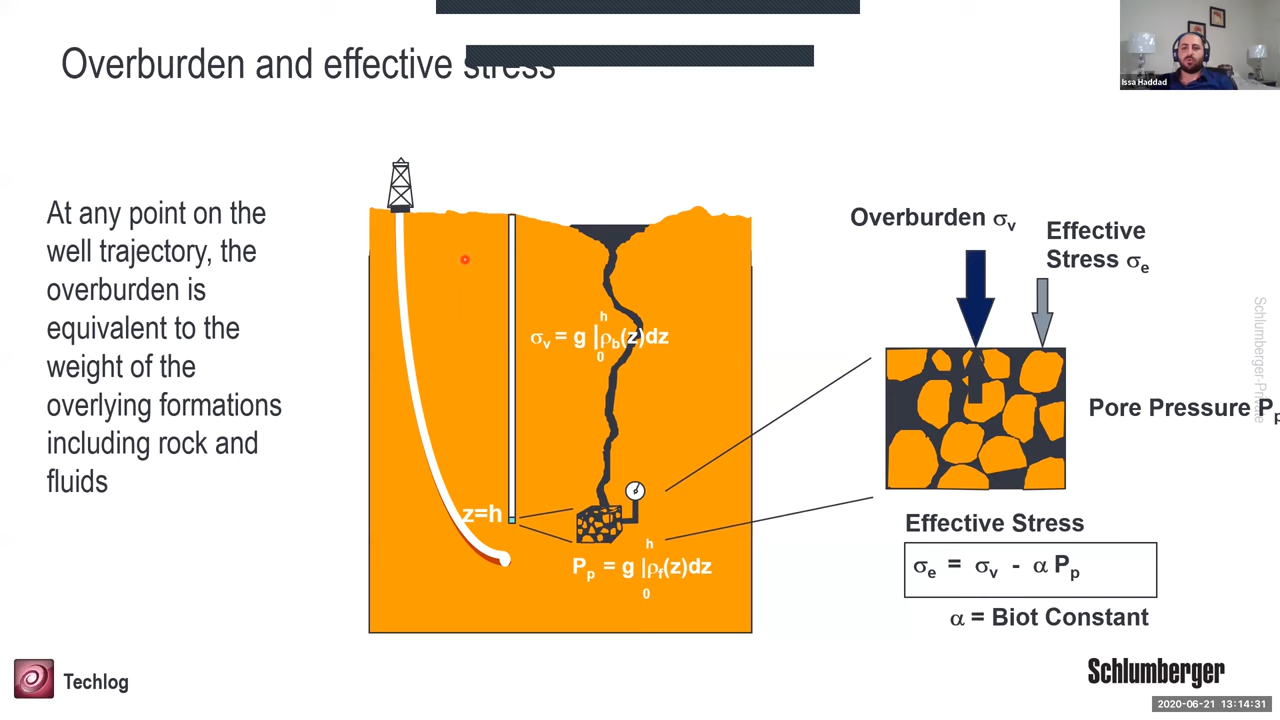 Overburden and effective stress
Issa Haddad
At any point on the
well trajectory, the
overburden is
equivalent to the
weight of the
overlying formations
including rock and
fluids
σv = g ∫ρb(z)dz
h
0
z=h
Pp = g ∫ρf(z)dz
h
0
Overburden σv
Effective
Stress σe
Pore Pressure Pp
Effective Stress
σe = σv - α Pp
α = Biot Constant
Schlumberger-Private
Techlog
Schlumberger
2020-06-21 13:14:31